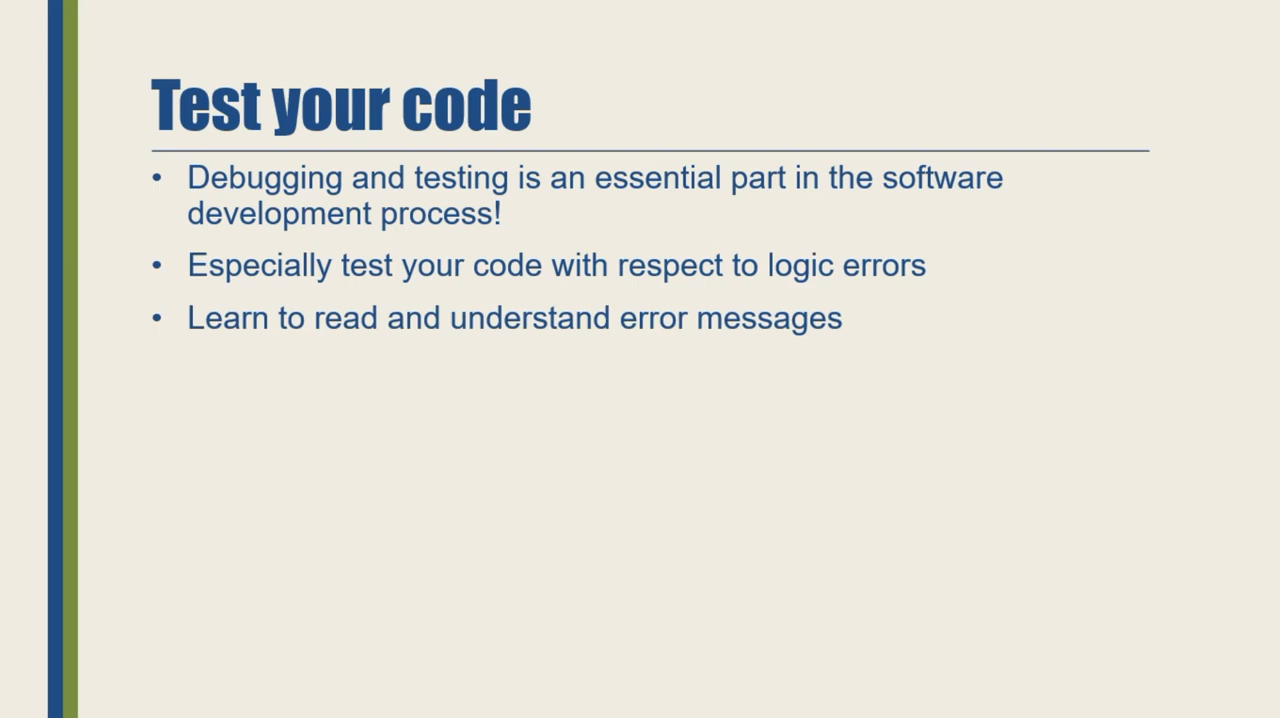 Test your code
• Debugging and testing is an essential part in the software
development process!
• Especially test your code with respect to logic errors
• Learn to read and understand error messages